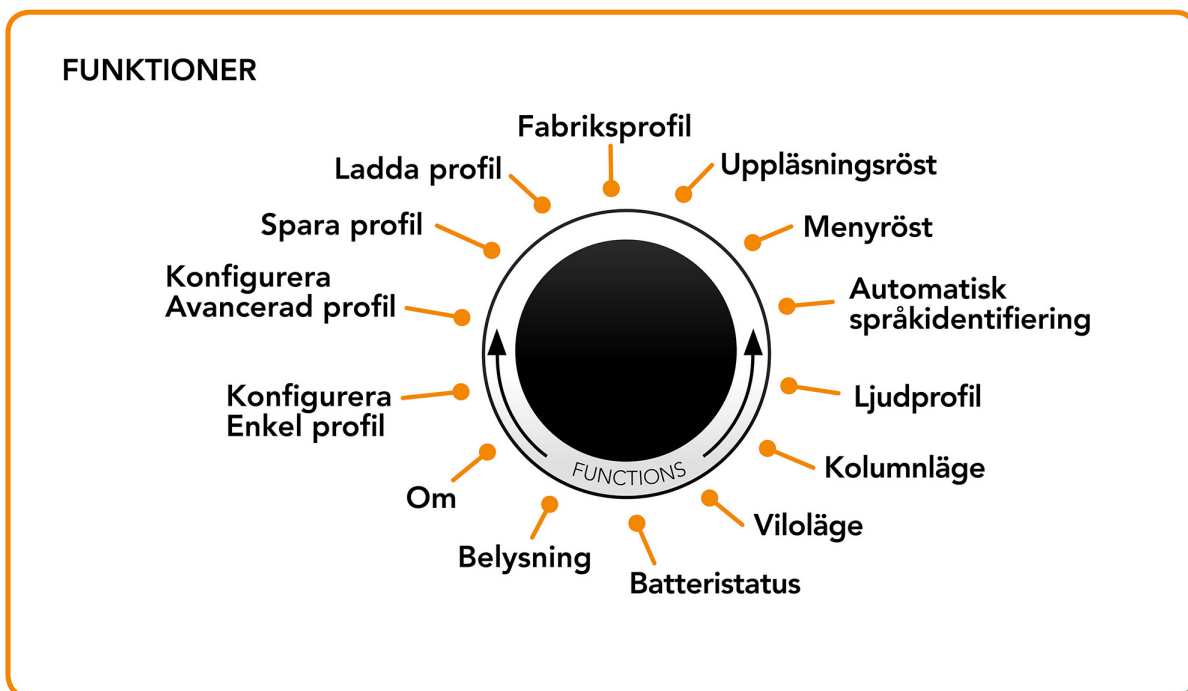 FUNKTIONER
Fabriksprofil
Uppläsningsröst
Menyröst
Automatisk
språkidentifiering
Ljudprofil
Kolumnläge
Viloläge
Batteristatus
Belysning
Om
Konfigurera
Enkel profil
Konfigurera
Avancerad profil
Spara profil
Ladda profil
FUNCTIONS